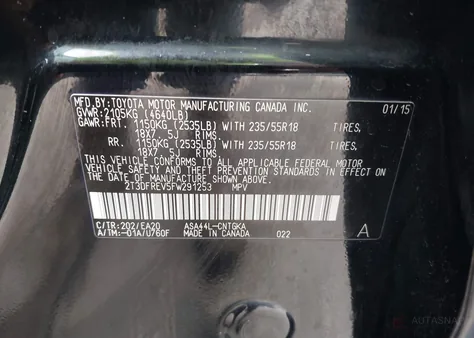 MFD.BY:TOYOTA MOTOR MANUFACTURING CANADA INC. 01/15
GVWR:2105KG (4640LB)
GAWR:FRT. 1150KG (2535LB) WITH 235/55R18 TIRES,
18X7 .5J RIMS,
RR. 1150KG (2535LB) WITH 235/55R18 TIRES,
18X7 .5J RIMS,
THIS VEHICLE CONFORMS TO ALL APPLICABLE FEDERAL MOTOR
VEHICLE SAFETY AND THEFT PREVENTION STANDARDS IN EFFECT ON
THE DATE OF MANUFACTURE SHOWN ABOVE.
2T3DFREV5FW291253 MPV
C/TR:202/EA20 ASA44L-CNTGKA
A/TM:-01A/U760F MADE IN CANADA 022 A
AUTASNAP